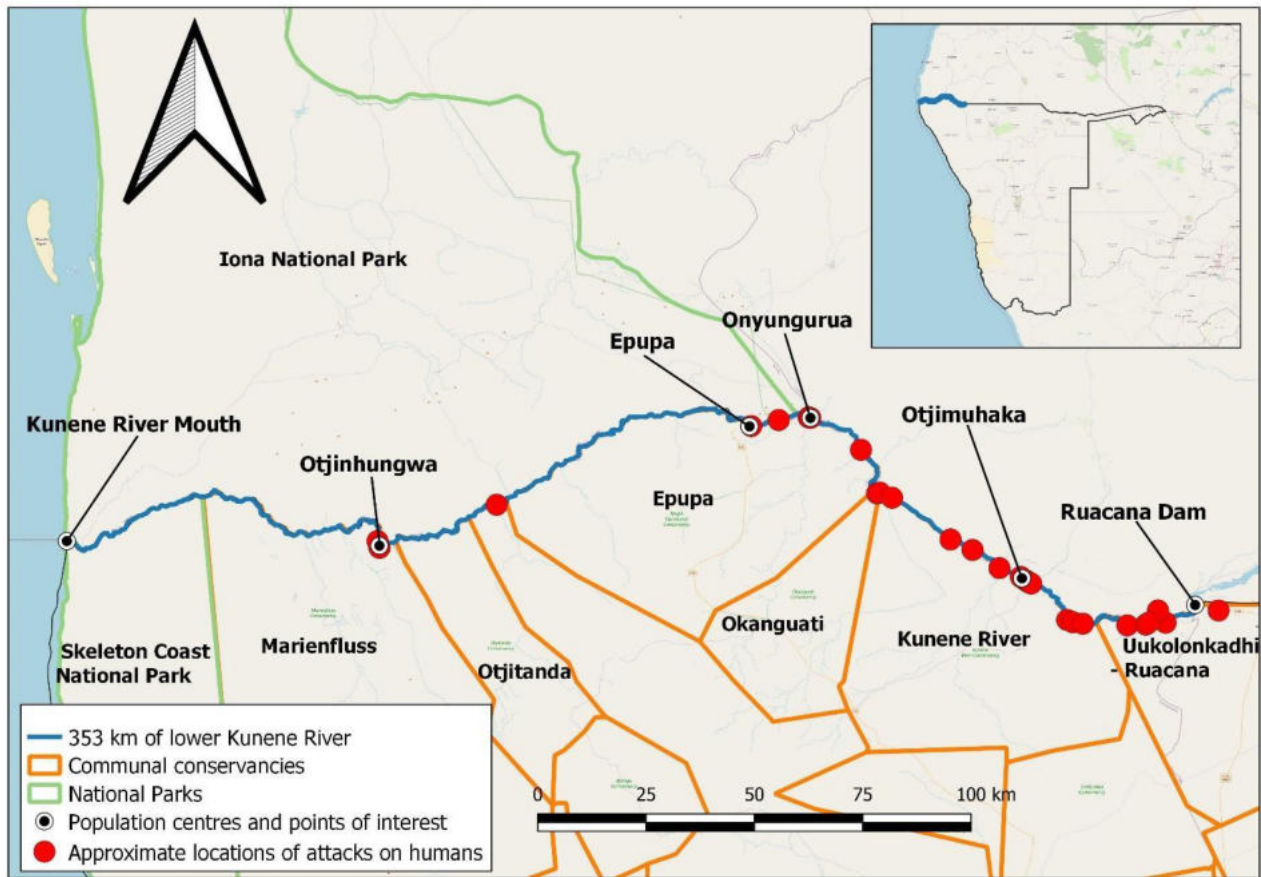 Iona National Park
Onyungurua
Epupa
Otjimuhaka
Kunene River Mouth
Otjinhungwa
Epupa
Ruacana Dam
Okanguati
Kunene River
Uukolonkadhi
- Ruacana
Skeleton Coast
National Park
Marienfluss
Otjitanda
353 km of lower Kunene River
Communal conservancies
National Parks
Population centres and points of interest
Approximate locations of attacks on humans
0 25 50 75 100 km